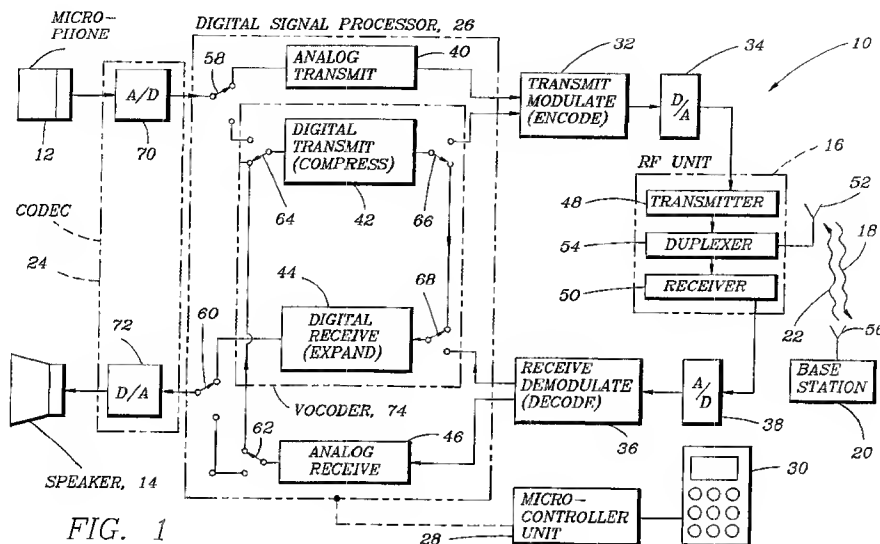 DIGITAL SIGNAL PROCESSOR, 26
MICRO-
PHONE
12
A/D
70
58
ANALOG
TRANSMIT
40
32
TRANSMIT
MODULATE
(ENCODE)
34
D/A
10
DIGITAL
TRANSMIT
(COMPRESS)
64
42
66
RF UNIT
16
48
TRANSMITTER
52
54
DUPLEXER
18
50
RECEIVER
22
56
CODEC
24
44
DIGITAL
RECEIVE
(EXPAND)
68
72
D/A
60
VOCODER, 74
RECEIVE
DEMODULATE
(DECODE)
36
A/D
38
BASE
STATION
20
62
ANALOG
RECEIVE
46
30
SPEAKER, 14
MICRO-
CONTROLLER
UNIT
28
FIG. 1